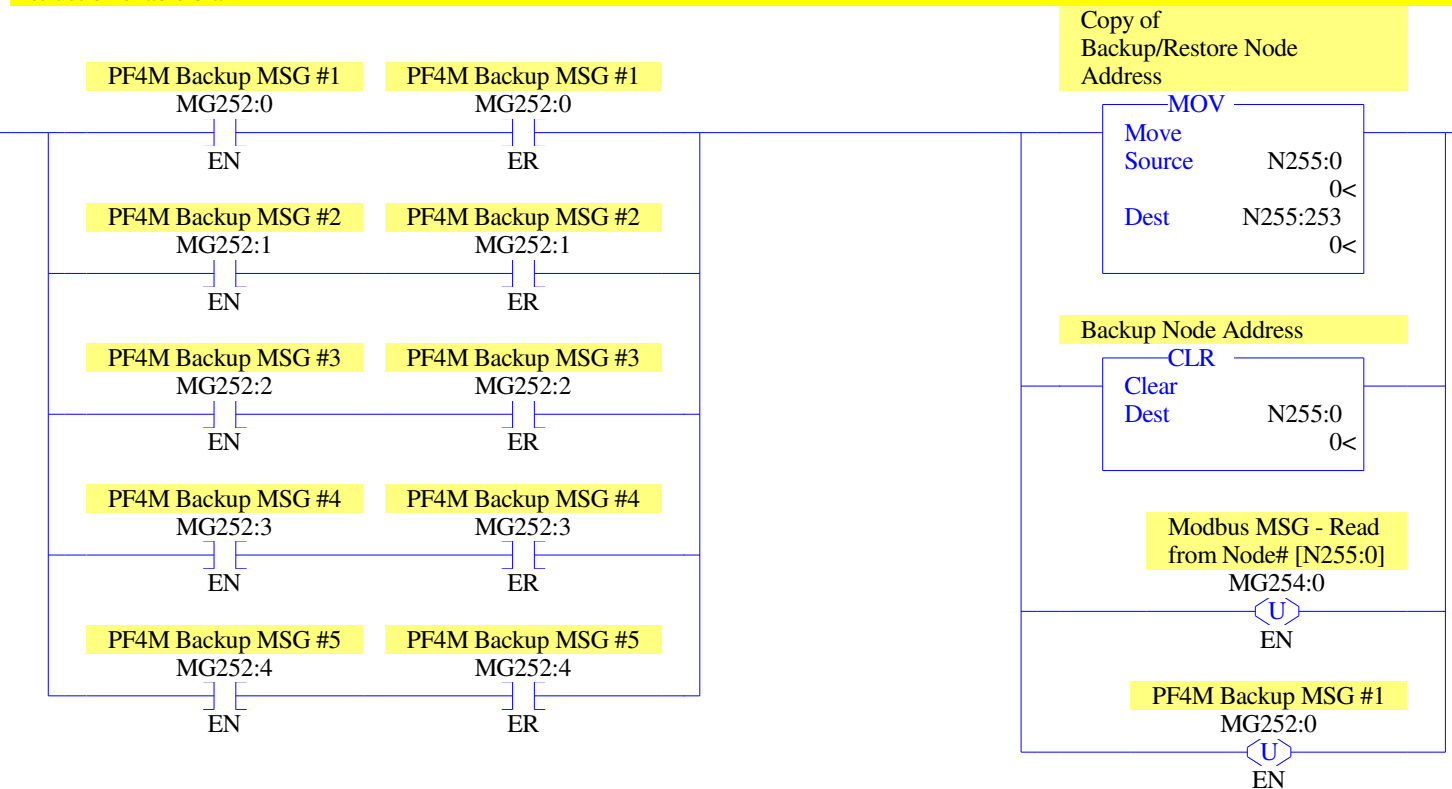 Copy of
Backup/Restore Node
Address
PF4M Backup MSG #1 PF4M Backup MSG #1
MG252:0 MG252:0
MOV
Move
EN ER
Source N255:0
0<
PF4M Backup MSG #2 PF4M Backup MSG #2
Dest N255:253
MG252:1 MG252:1
0<
EN ER
Backup Node Address
PF4M Backup MSG #3 PF4M Backup MSG #3
CLR
MG252:2 MG252:2
Clear
Dest N255:0
EN ER
0<
PF4M Backup MSG #4 PF4M Backup MSG #4
MG252:3 MG252:3
Modbus MSG - Read
from Node# [N255:0]
EN ER
MG254:0
U
EN
PF4M Backup MSG #5 PF4M Backup MSG #5
MG252:4 MG252:4
PF4M Backup MSG #1
EN ER
MG252:0
U
EN